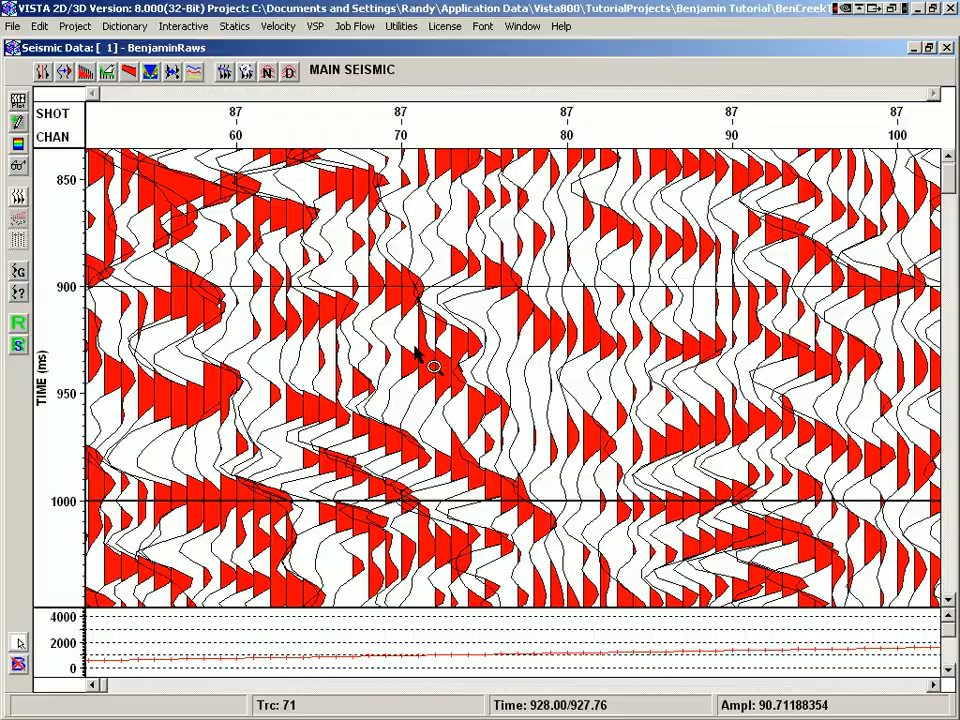 VISTA 2D/3D Version: 8.000(32-Bit) Project: C:\Documents and Settings\Randy\Application Data\Vista800\TutorialProjects\Benjamin Tutorial\BenCreekT
File Edit Project Dictionary Interactive Statics Velocity VSP Job Flow Utilities License Font Window Help
Seismic Data: [ 1] - BenjaminRaws
N D MAIN SEISMIC
SHOT 87 87 87 87 87
CHAN 60 70 80 90 100
850
900
950
1000
TIME (ms)
G
?
R
S
4000
2000
0
Trc: 71 Time: 928.00/927.76 Ampl: 90.71188354